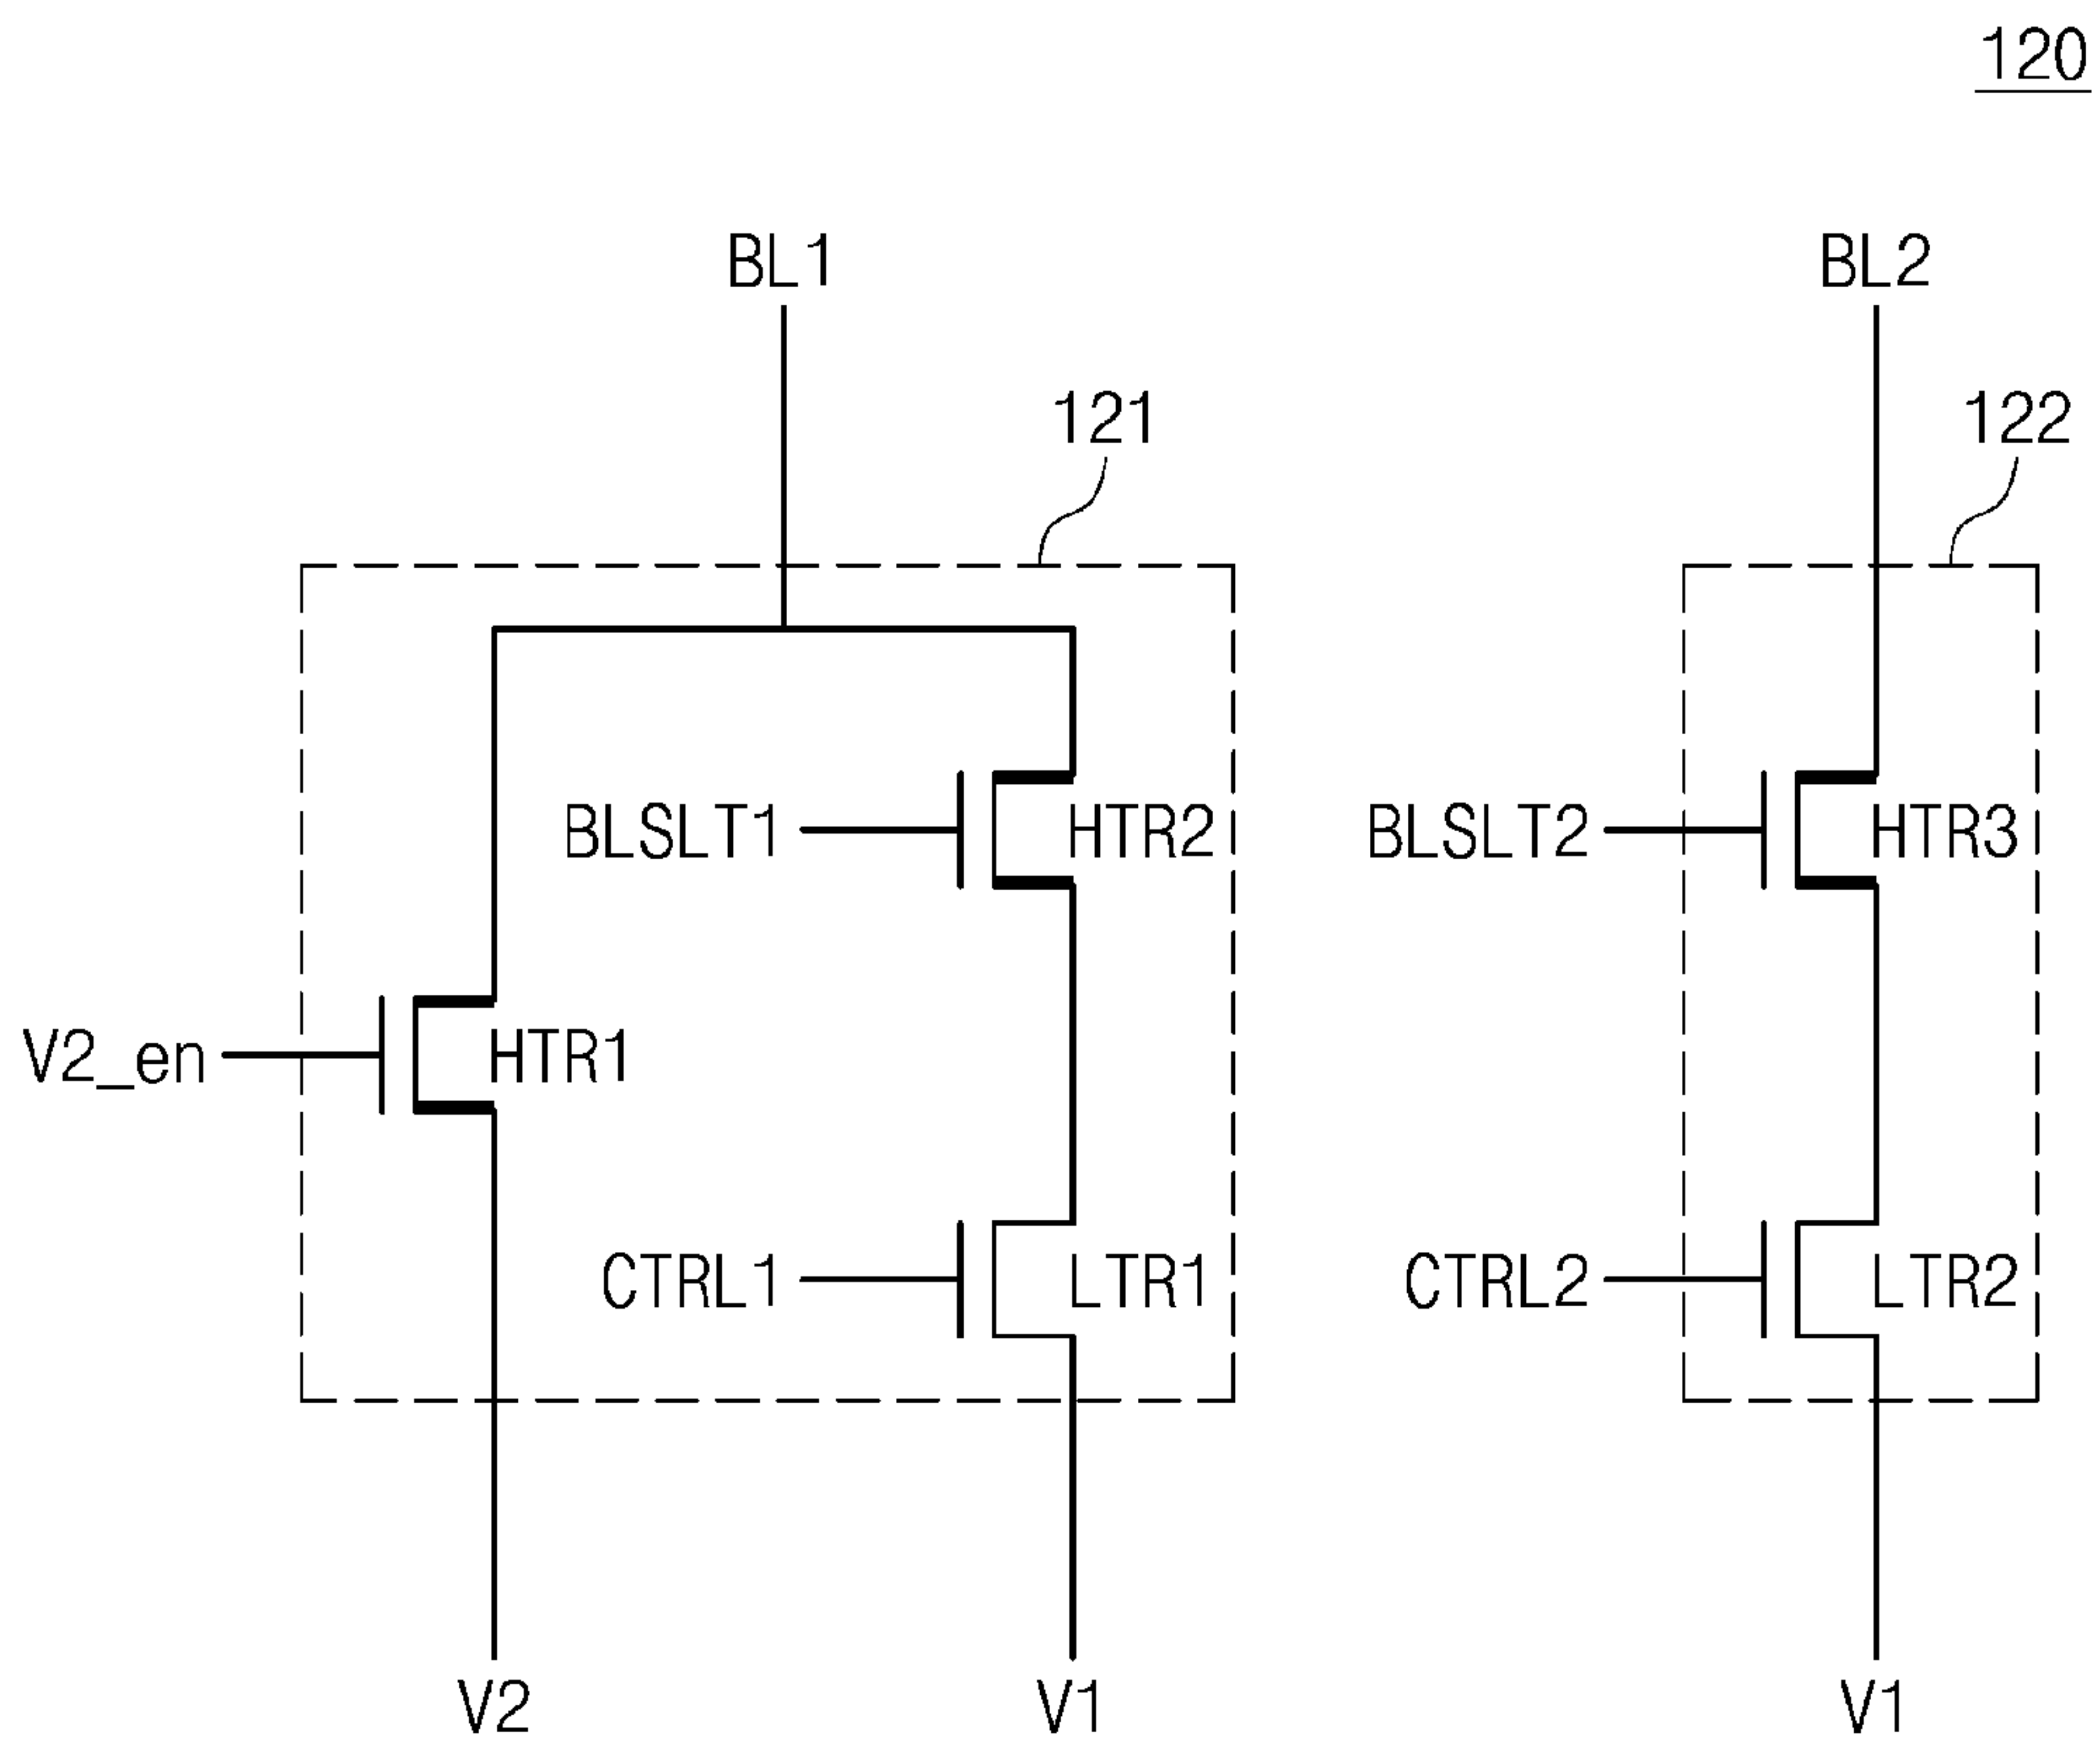 120
BL1 BL2
121 122
BLSLT1 HTR2 BLSLT2 HTR3
V2_en HTR1
CTRL1 LTR1 CTRL2 LTR2
V2 V1 V1